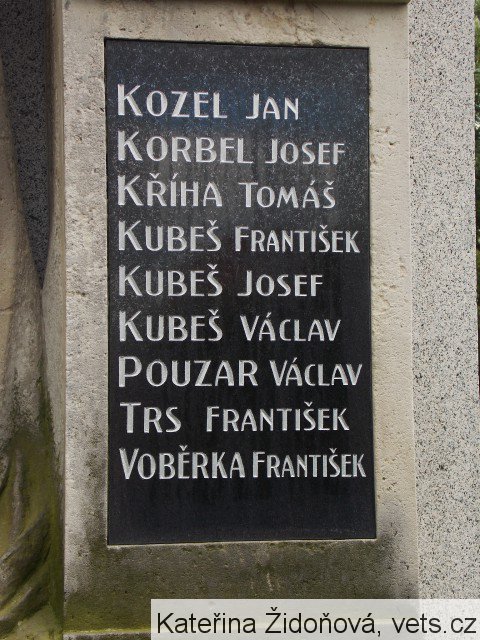 KOZEL JAN
KORBEL JOSEF
KŘÍHA TOMÁŠ
KUBEŠ FRANTIŠEK
KUBEŠ JOSEF
KUBEŠ VÁCLAV
POUZAR VÁCLAV
TRS FRANTIŠEK
VOBĚRKA FRANTIŠEK
Kateřina Židoňová, vets.cz